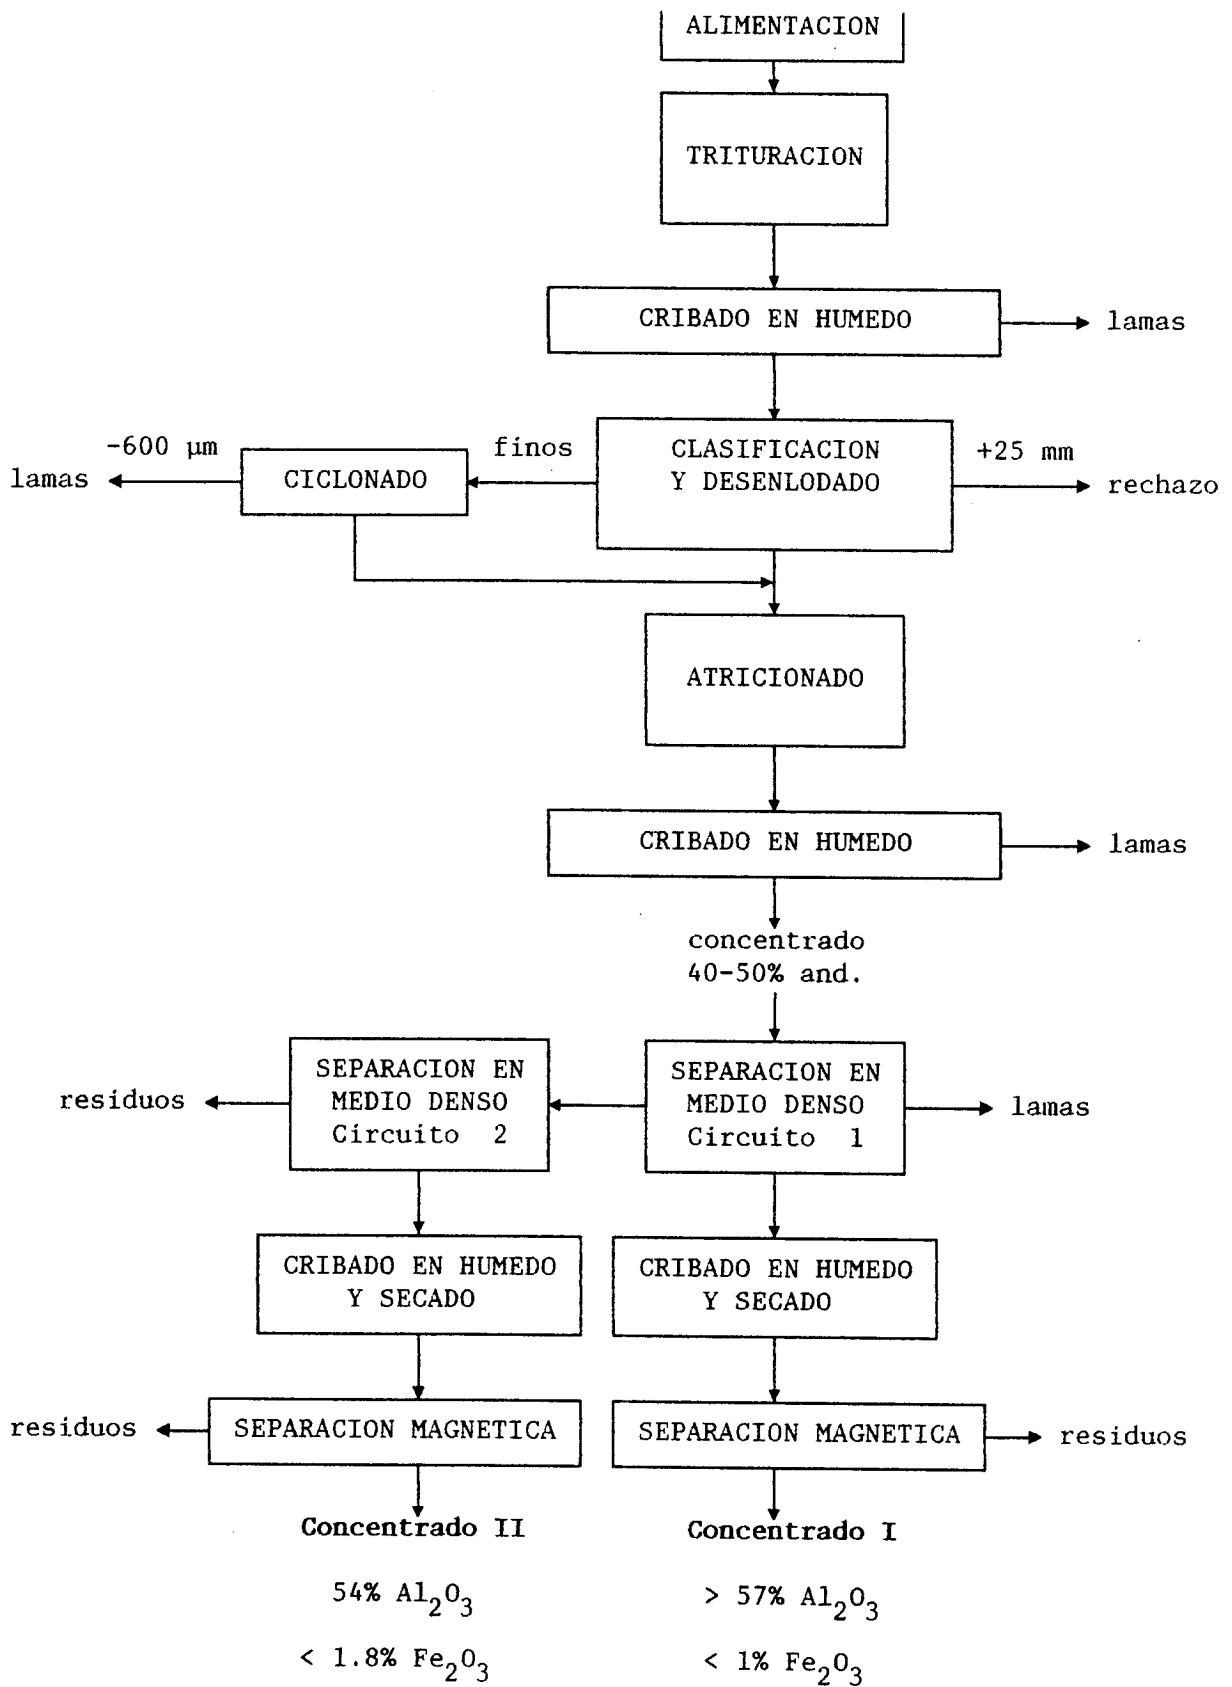 ALIMENTACION
TRITURACION
CRIBADO EN HUMEDO
lamas
-600 µm
finos
CLASIFICACION
Y DESENLODADO
+25 mm
lamas
CICLONADO
rechazo
ATRICIONADO
CRIBADO EN HUMEDO
lamas
concentrado
40-50% and.
residuos
SEPARACION EN
MEDIO DENSO
Circuito 2
SEPARACION EN
MEDIO DENSO
Circuito 1
lamas
CRIBADO EN HUMEDO
Y SECADO
CRIBADO EN HUMEDO
Y SECADO
residuos
SEPARACION MAGNETICA
SEPARACION MAGNETICA
residuos
Concentrado II
Concentrado I
54% Al₂O₃
> 57% Al₂O₃
< 1.8% Fe₂O₃
< 1% Fe₂O₃